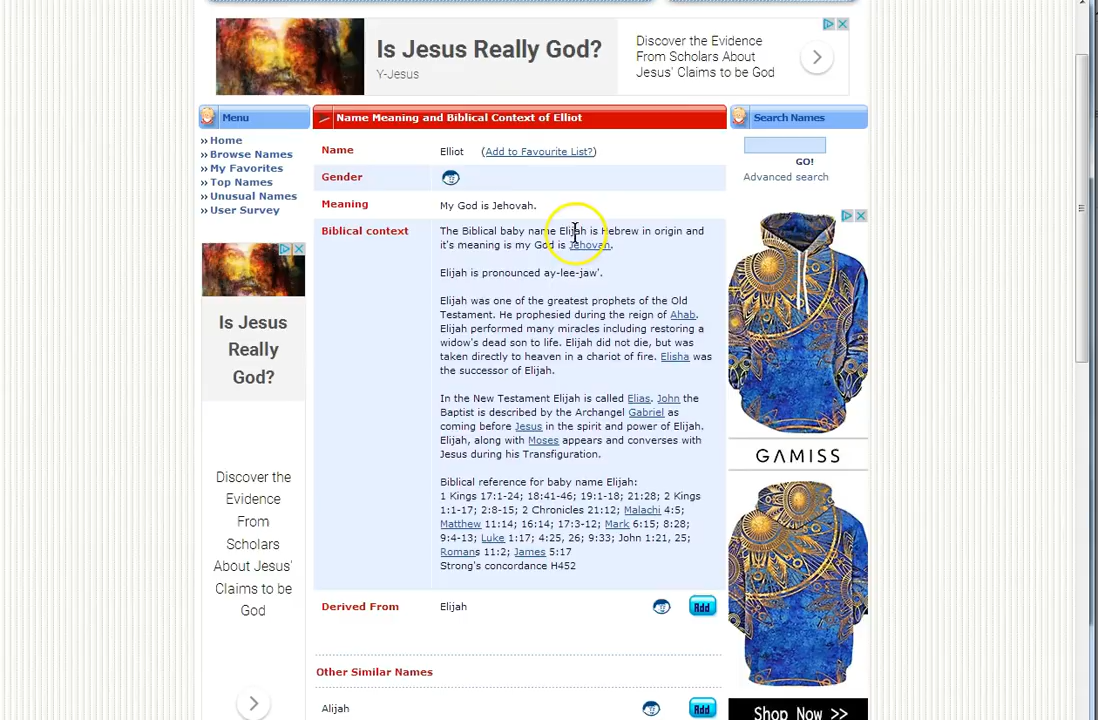 Is Jesus Really God?
Y-Jesus
Discover the Evidence
From Scholars About
Jesus' Claims to be God
Menu
Name Meaning and Biblical Context of Elliot
Search Names
» Home
» Browse Names
» My Favorites
» Top Names
» Unusual Names
» User Survey
Name
Elliot (Add to Favourite List?)
GO!
Advanced search
Gender
Meaning
My God is Jehovah.
Biblical context
The Biblical baby name Elijah is Hebrew in origin and
it's meaning is my God is Jehovah.
Elijah is pronounced ay-lee-jaw'.
Elijah was one of the greatest prophets of the Old
Testament. He prophesied during the reign of Ahab.
Elijah performed many miracles including restoring a
widow's dead son to life. Elijah did not die, but was
taken directly to heaven in a chariot of fire. Elisha was
the successor of Elijah.
In the New Testament Elijah is called Elias. John the
Baptist is described by the Archangel Gabriel as
coming before Jesus in the spirit and power of Elijah.
Elijah, along with Moses appears and converses with
Jesus during his Transfiguration.
Biblical reference for baby name Elijah:
1 Kings 17:1-24; 18:41-46; 19:1-18; 21:28; 2 Kings
1:1-17; 2:8-15; 2 Chronicles 21:12; Malachi 4:5;
Matthew 11:14; 16:14; 17:3-12; Mark 6:15; 8:28;
9:4-13; Luke 1:17; 4:25, 26; 9:33; John 1:21, 25;
Romans 11:2; James 5:17
Strong's concordance H452
Derived From
Elijah
Add
Other Similar Names
Alijah
Add
Is Jesus
Really
God?
Discover the
Evidence
From
Scholars
About Jesus'
Claims to be
God
GAMISS
Shop Now >>